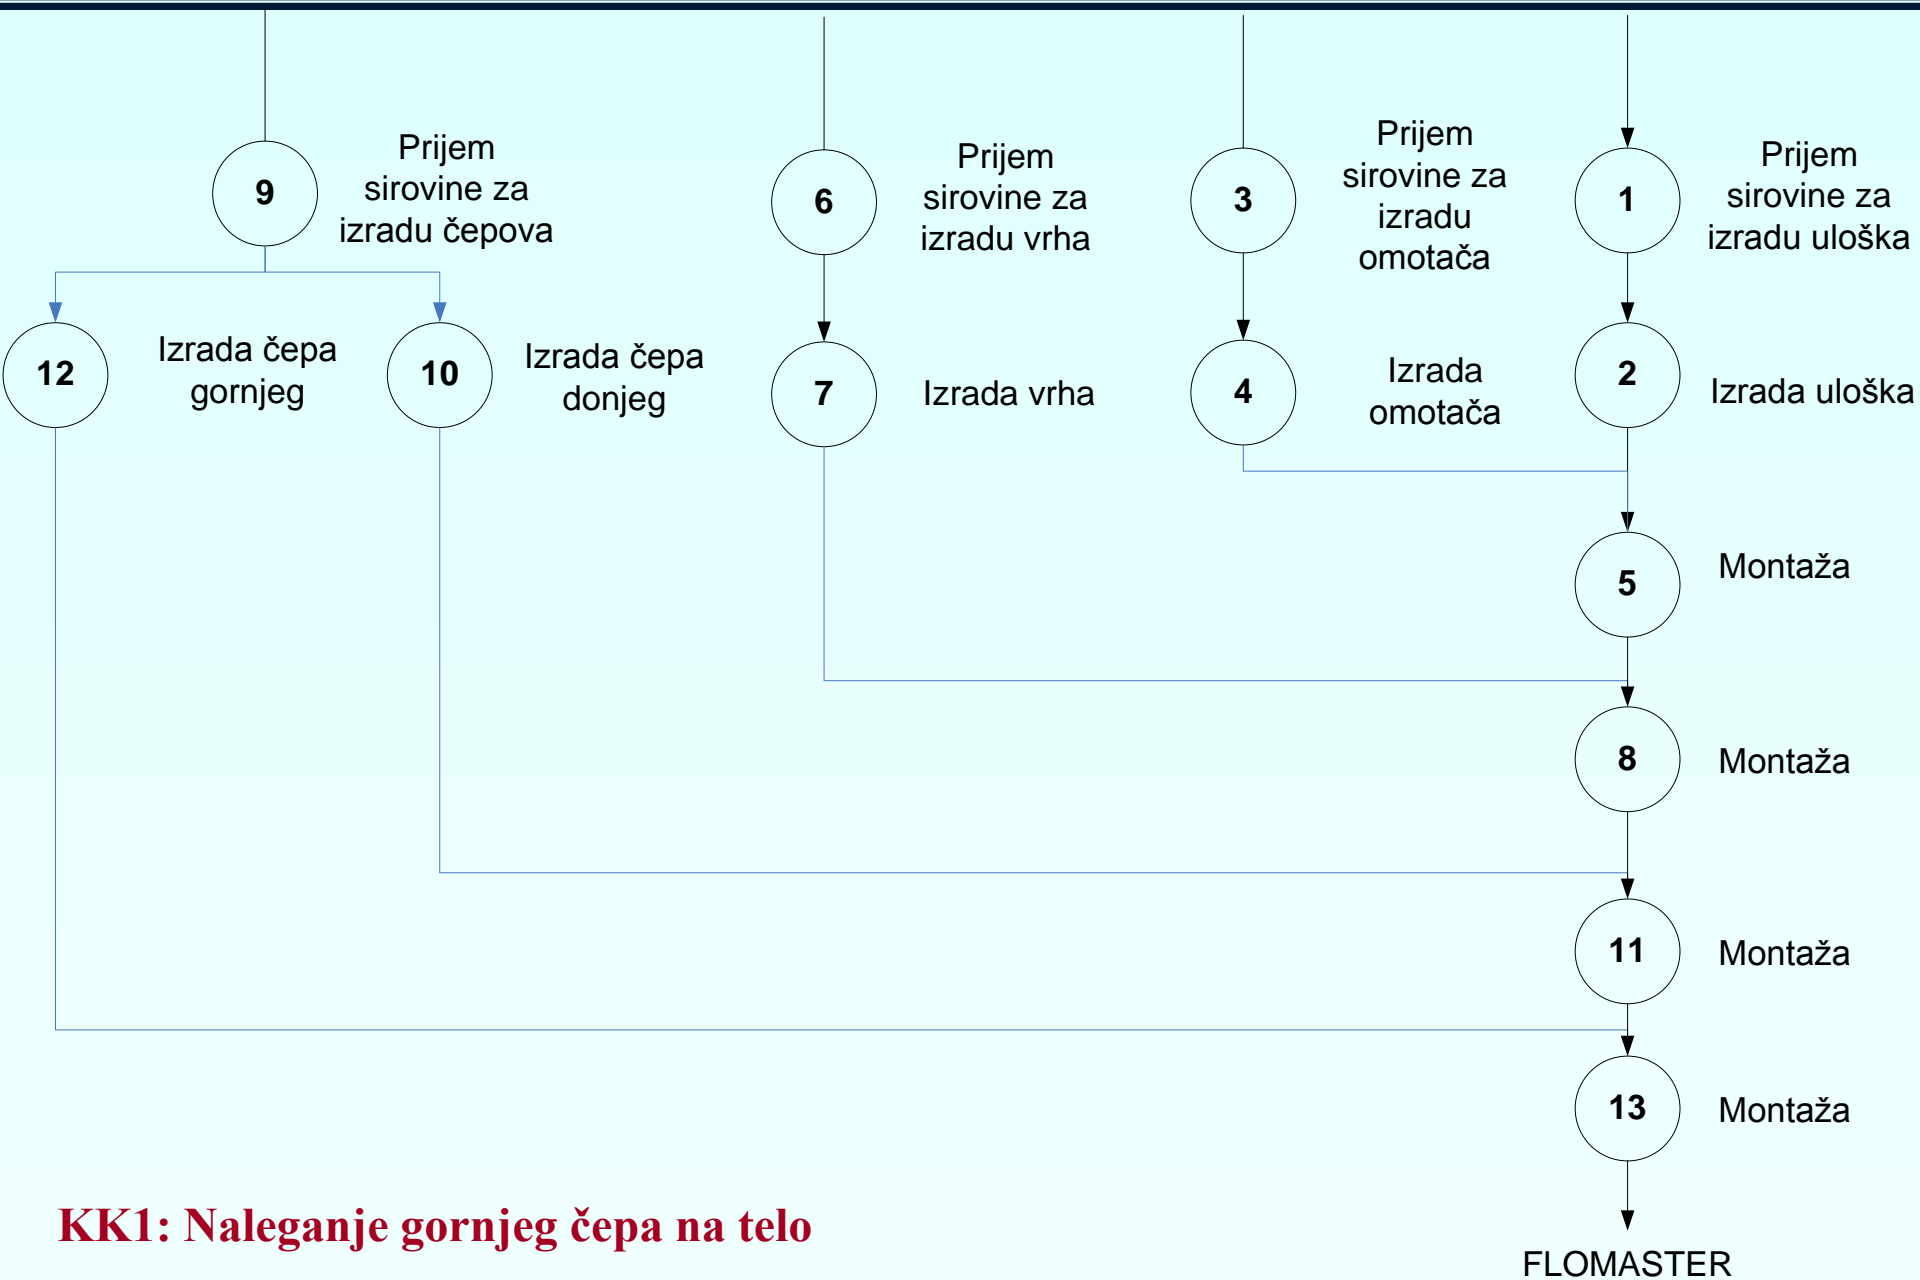 9
Prijem
sirovine za
izradu čepova
6
Prijem
sirovine za
izradu vrha
3
Prijem
sirovine za
izradu
omotača
1
Prijem
sirovine za
izradu uloška
12
Izrada čepa
gornjeg
10
Izrada čepa
donjeg
7
Izrada vrha
4
Izrada
omotača
2
Izrada uloška
5
Montaža
8
Montaža
11
Montaža
13
Montaža
KK1: Naleganje gornjeg čepa na telo
FLOMASTER